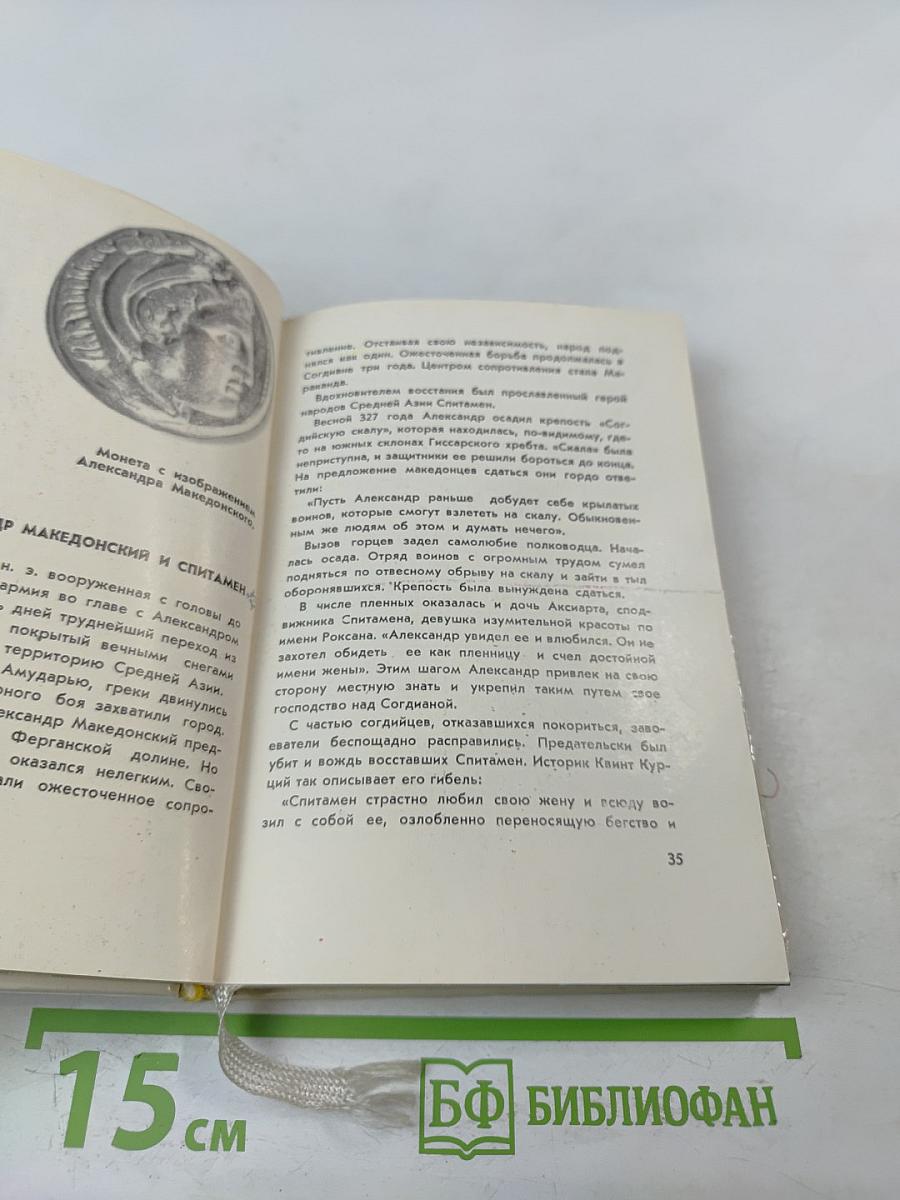 Монета с изображением
Александра Македонского.
ДР МАКЕДОНСКИЙ И СПИТАМЕН
н. э. вооруженная с головы до
армия во главе с Александром
дней труднейший переход из
покрытый вечными снегами
территорию Средней Азии.
Амударью, греки двинулись
рного боя захватили город.
ександр Македонский пред-
Ферганской долине. Но
оказался нелегким. Сво-
али ожесточенное сопро-
тивление. Отстаивая свою независимость, народ под-
нялся как один. Ожесточенная борьба продолжалась в
Согдиане три года. Центром сопротивления стала Ма-
раканда.
Вдохновителем восстания был прославленный герой
народов Средней Азии Спитамен.
Весной 327 года Александр осадил крепость «Сог-
дийскую скалу», которая находилась, по-видимому, где-
то на южных склонах Гиссарского хребта. «Скала» была
неприступна, и защитники ее решили бороться до конца.
На предложение македонцев сдаться они гордо отве-
тили:
«Пусть Александр раньше добудет себе крылатых
воинов, которые смогут взлететь на скалу. Обыкновен-
ным же людям об этом и думать нечего».
Вызов горцев задел самолюбие полководца. Нача-
лась осада. Отряд воинов с огромным трудом сумел
подняться по отвесному обрыву на скалу и зайти в тыл
оборонявшихся. Крепость была вынуждена сдаться.
В числе пленных оказалась и дочь Аксиарта, спод-
вижника Спитамена, девушка изумительной красоты по
имени Роксана. «Александр увидел ее и влюбился. Он не
захотел обидеть ее как пленницу и счел достойной
имени жены». Этим шагом Александр привлек на свою
сторону местную знать и укрепил таким путем свое
господство над Согдианой.
С частью согдийцев, отказавшихся покориться, заво-
еватели беспощадно расправились. Предательски был
убит и вождь восставших Спитамен. Историк Квинт Кур-
ций так описывает его гибель:
«Спитамен страстно любил свою жену и всюду во-
зил с собой ее, озлобленно переносящую бегство и
35
15 см
БФ БИБЛИОФАН